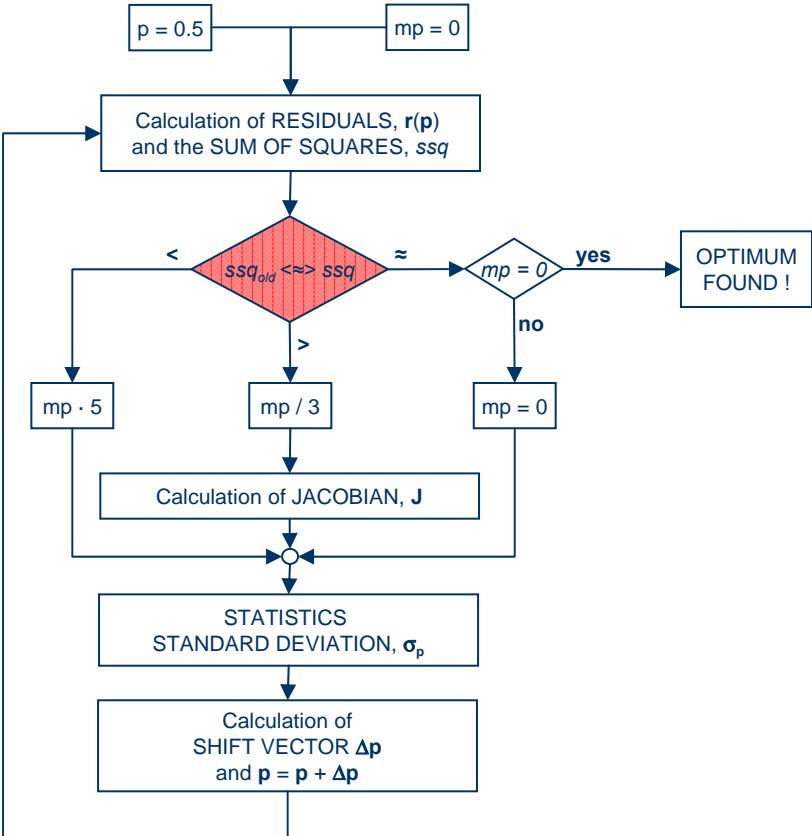 p = 0.5
mp = 0
Calculation of RESIDUALS, r(p)
and the SUM OF SQUARES, ssq
<
ssq_old <≈> ssq
≈
mp = 0
yes
OPTIMUM
FOUND !
>
no
mp · 5
mp / 3
mp = 0
Calculation of JACOBIAN, J
STATISTICS
STANDARD DEVIATION, σ_p
Calculation of
SHIFT VECTOR Δp
and p = p + Δp